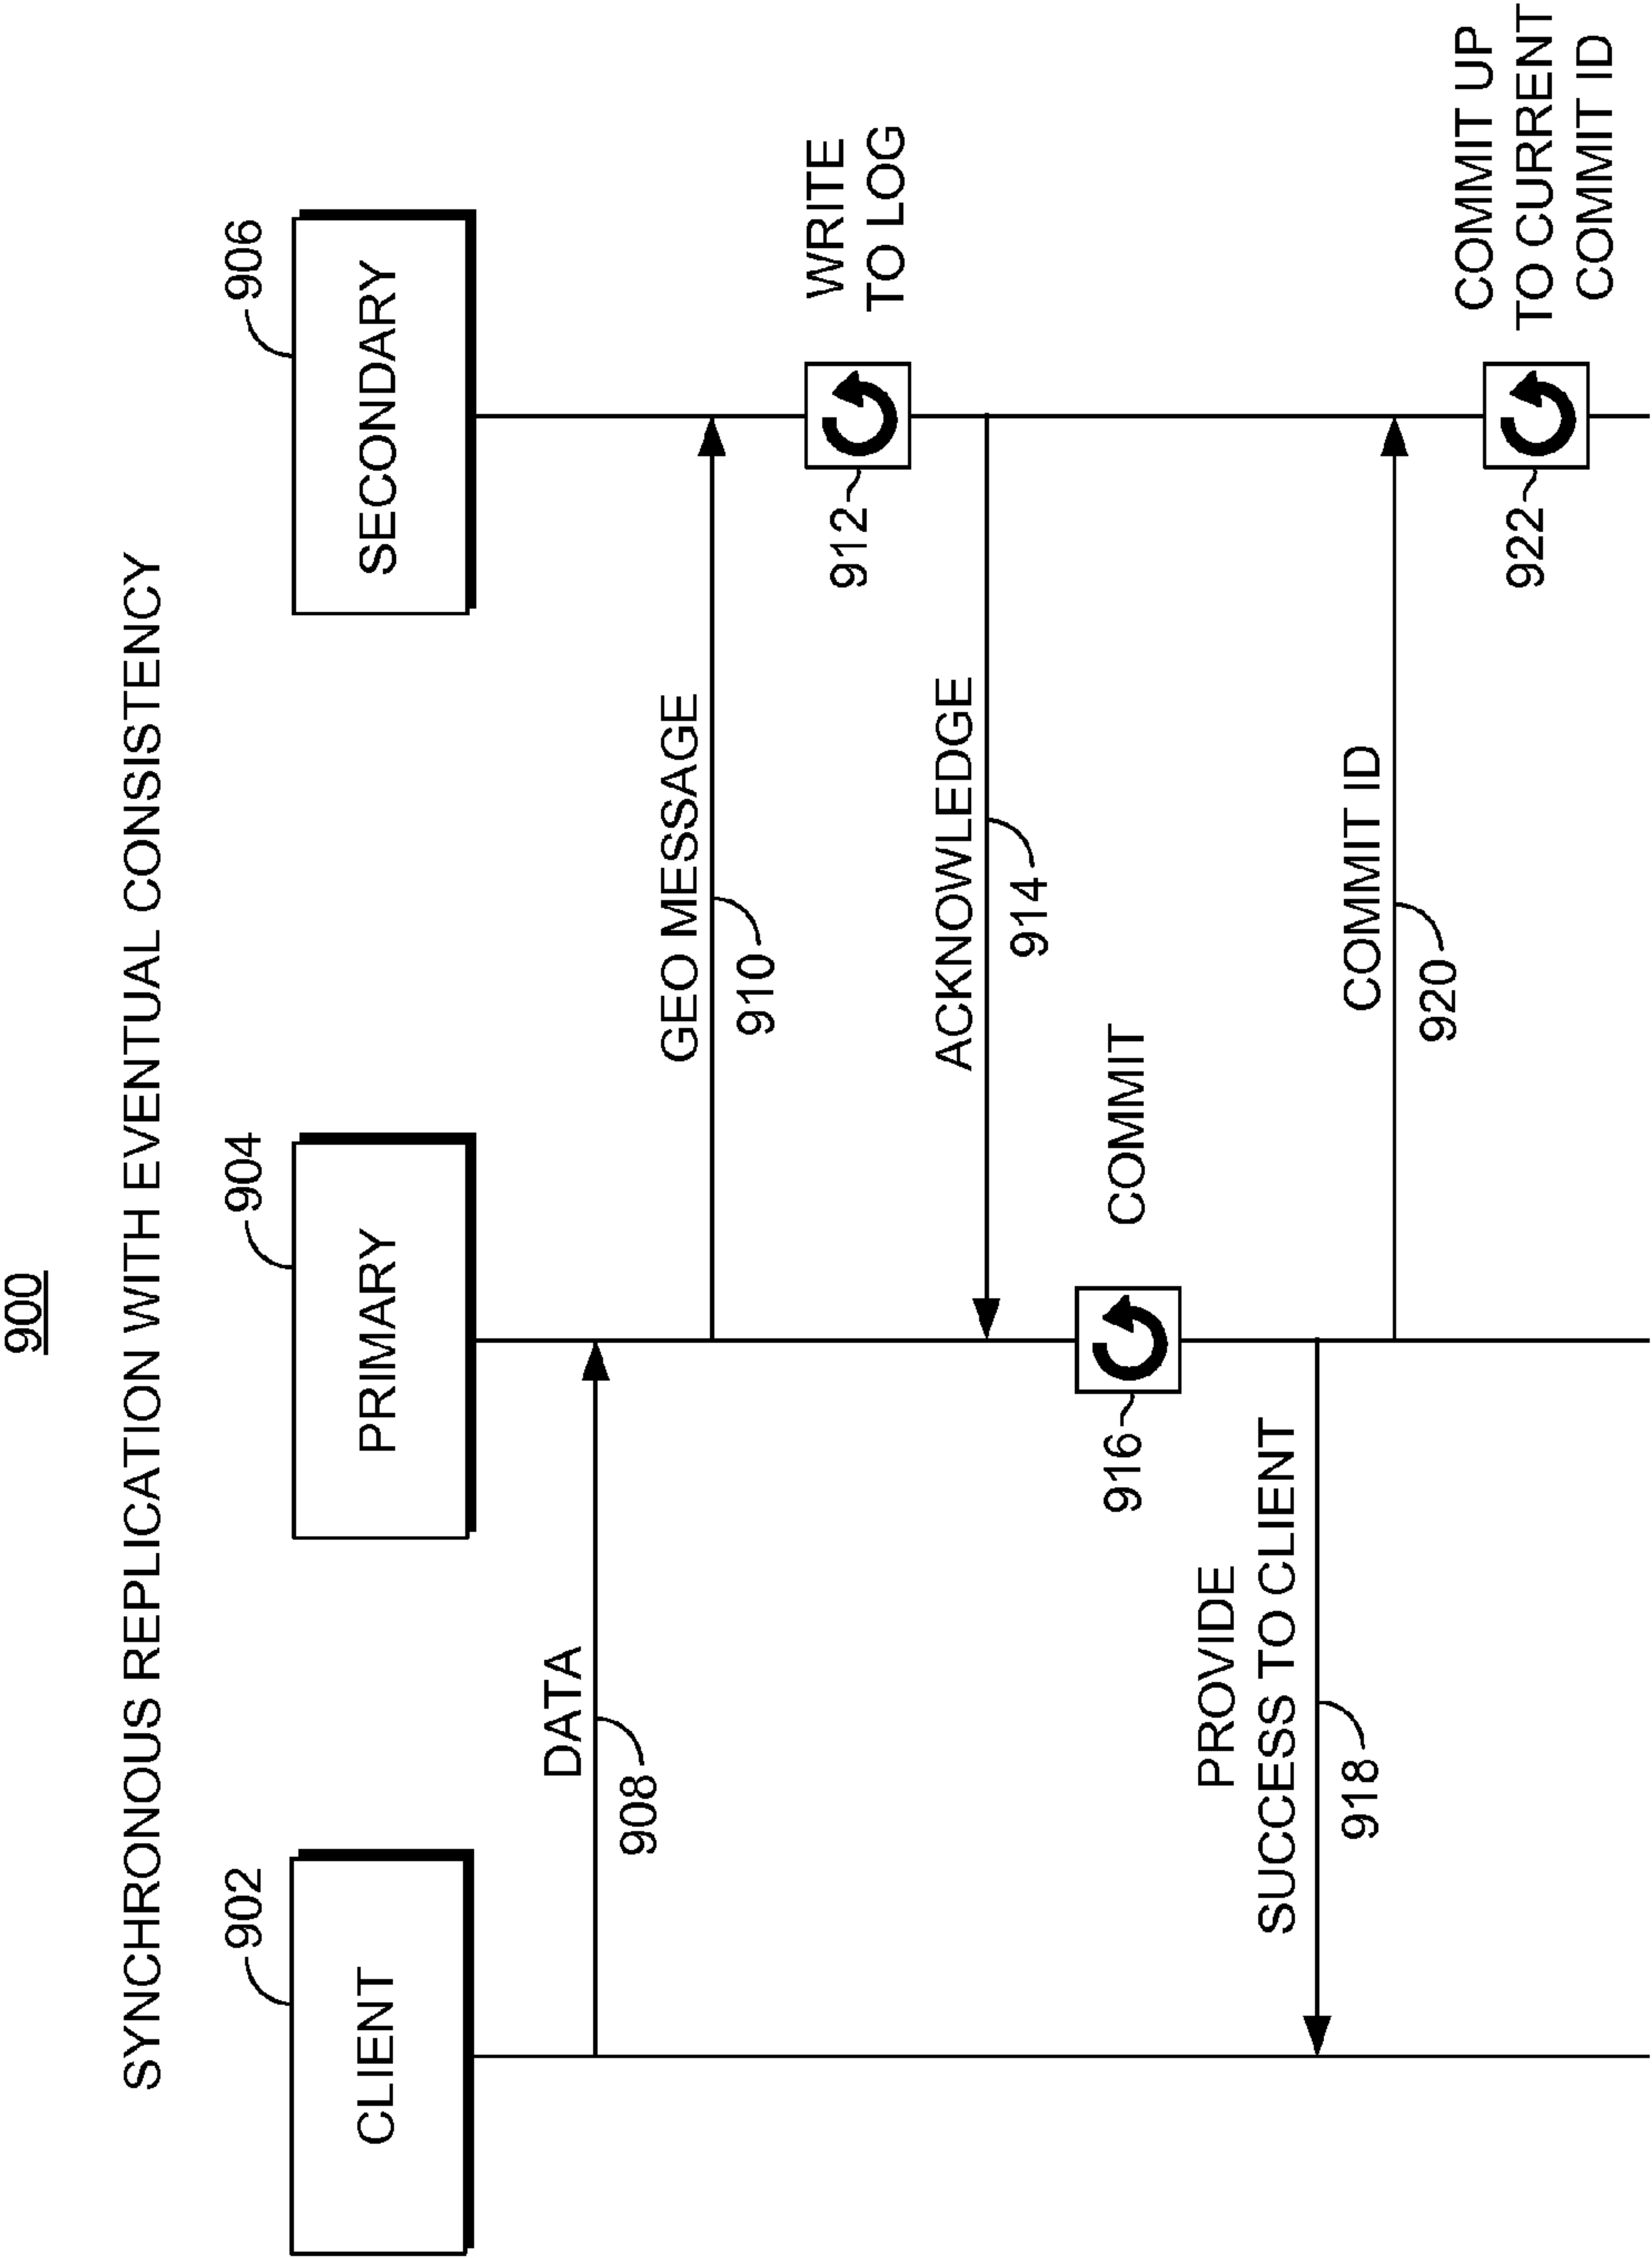 900
SYNCHRONOUS REPLICATION WITH EVENTUAL CONSISTENCY
902
904
906
CLIENT
PRIMARY
SECONDARY
DATA
908
GEO MESSAGE
910
WRITE
TO LOG
912
ACKNOWLEDGE
914
COMMIT
916
PROVIDE
SUCCESS TO CLIENT
918
COMMIT ID
920
COMMIT UP
TO CURRENT
COMMIT ID
922